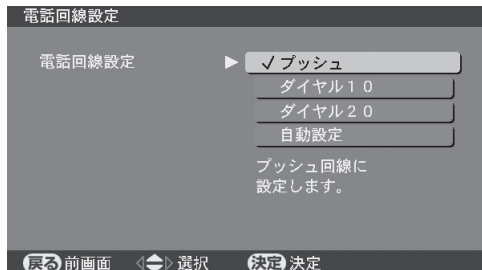 電話回線設定
電話回線設定
プッシュ
ダイヤル１０
ダイヤル２０
自動設定
プッシュ回線に
設定します。
戻る 前画面 選択 決定 決定